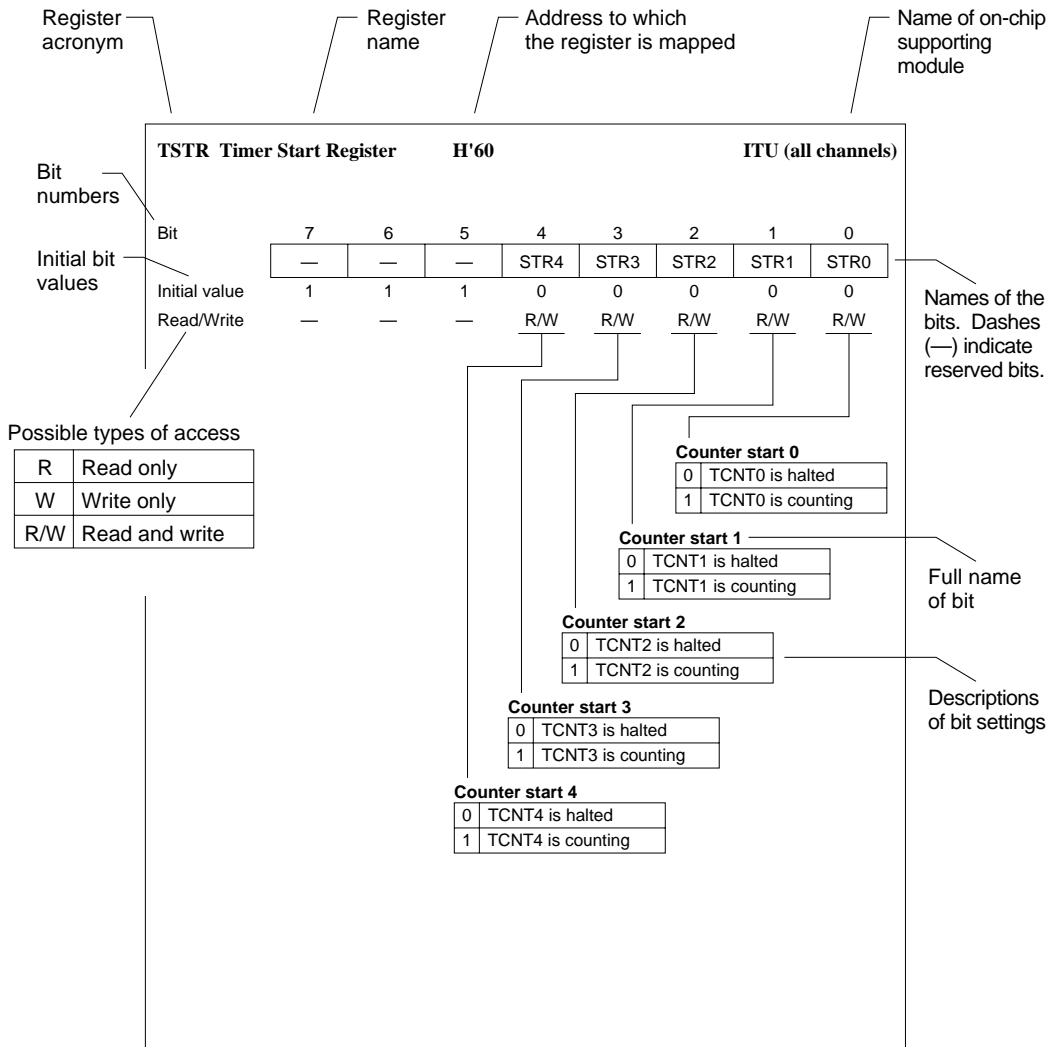 Register
acronym
Register
name
Address to which
the register is mapped
Name of on-chip
supporting
module
TSTR Timer Start Register H'60 ITU (all channels)
Bit
numbers
Bit 7 6 5 4 3 2 1 0
— — — STR4 STR3 STR2 STR1 STR0
Initial bit
values
Initial value 1 1 1 0 0 0 0 0
Read/Write — — — R/W R/W R/W R/W R/W
Names of the
bits. Dashes
(—) indicate
reserved bits.
Possible types of access
R Read only
W Write only
R/W Read and write
Counter start 0
0 TCNT0 is halted
1 TCNT0 is counting
Counter start 1
0 TCNT1 is halted
1 TCNT1 is counting
Full name
of bit
Counter start 2
0 TCNT2 is halted
1 TCNT2 is counting
Descriptions
of bit settings
Counter start 3
0 TCNT3 is halted
1 TCNT3 is counting
Counter start 4
0 TCNT4 is halted
1 TCNT4 is counting